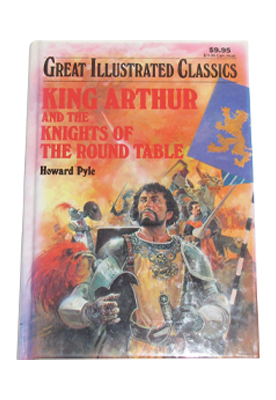 $9.95
GREAT ILLUSTRATED CLASSICS
KING ARTHUR
AND THE
KNIGHTS OF
THE ROUND TABLE
Howard Pyle